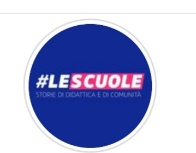 #LESCUOLE
STORIE DI DIDATTICA E DI COMUNITÀ